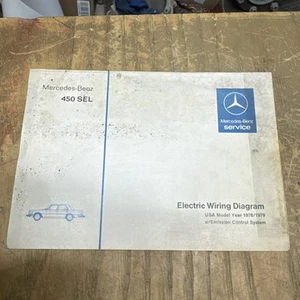 Mercedes-Benz
450 SEL
Mercedes-Benz
service
Electric Wiring Diagram
USA Model Year 1978/1979
w/Emission Control System